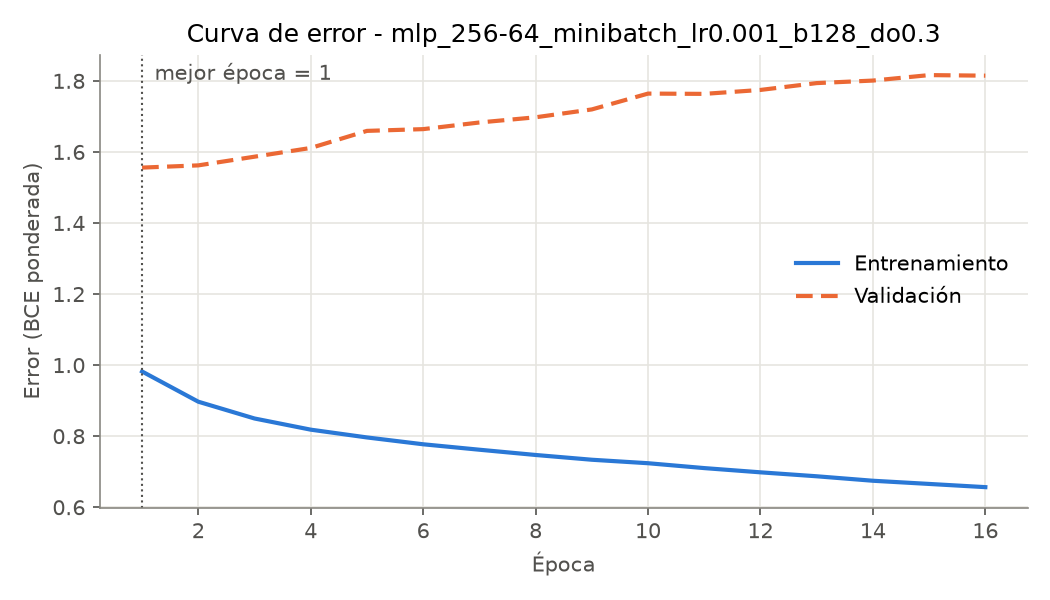 Curva de error - mlp_256-64_minibatch_lr0.001_b128_do0.3
mejor época = 1
1.8
1.6
1.4
1.2
1.0
0.8
0.6
Error (BCE ponderada)
Entrenamiento
Validación
2 4 6 8 10 12 14 16
Época